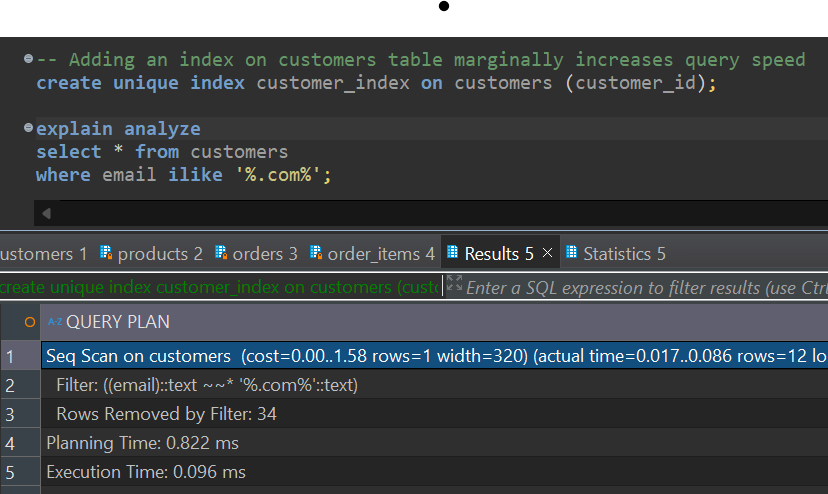 -- Adding an index on customers table marginally increases query speed
create unique index customer_index on customers (customer_id);
explain analyze
select * from customers
where email ilike '%.com%';
ustomers 1 products 2 orders 3 order_items 4 Results 5 × Statistics 5
create unique index customer_index on customers (custo Enter a SQL expression to filter results (use Ctrl
A-Z QUERY PLAN
1 Seq Scan on customers (cost=0.00..1.58 rows=1 width=320) (actual time=0.017..0.086 rows=12 lo
2 Filter: ((email)::text ~~* '%.com%'::text)
3 Rows Removed by Filter: 34
4 Planning Time: 0.822 ms
5 Execution Time: 0.096 ms